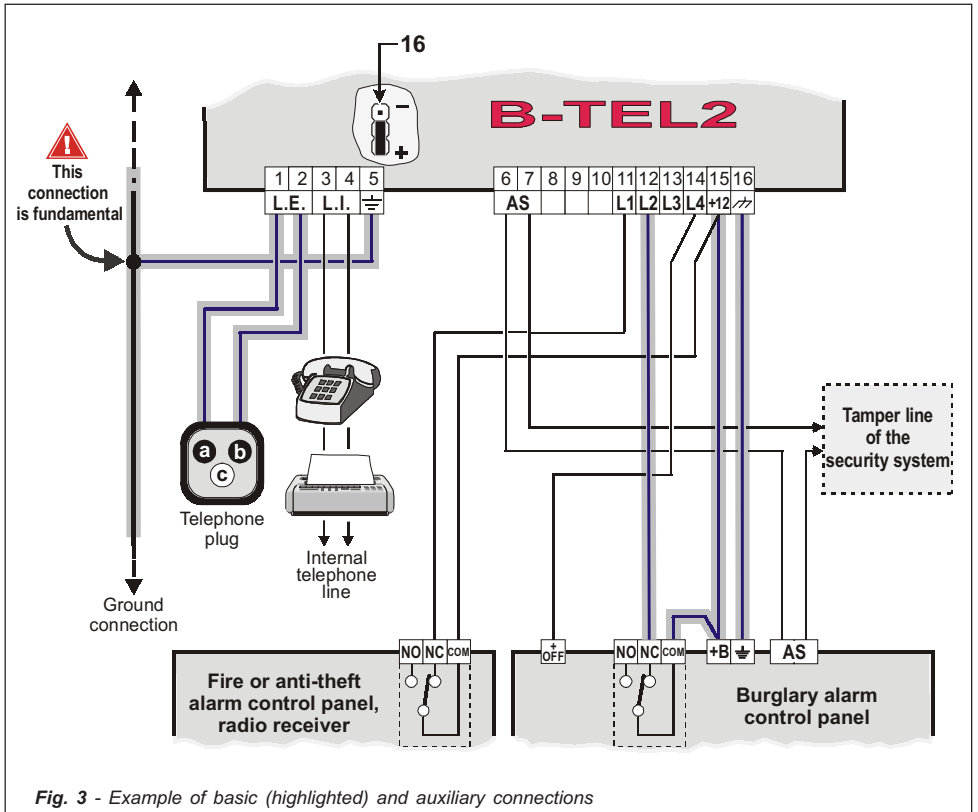 16
−
+
B-TEL2
This
connection
is fundamental
1 2 3 4 5
L.E. L.I.
6 7 8 9 10 11 12 13 14 15 16
AS L1 L2 L3 L4 +12
a b
c
Telephone
plug
Internal
telephone
line
Ground
connection
Tamper line
of the
security system
NO NC COM
Fire or anti-theft
alarm control panel,
radio receiver
+
OFF
NO NC COM +B AS
Burglary alarm
control panel
Fig. 3 - Example of basic (highlighted) and auxiliary connections